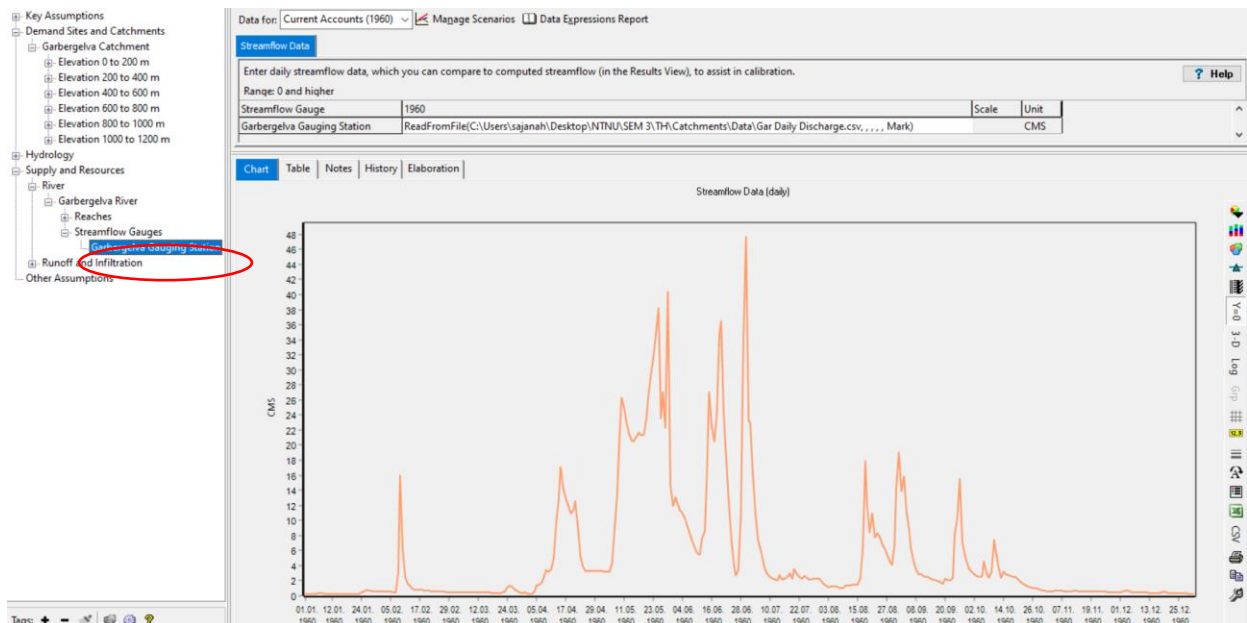 Key Assumptions
Demand Sites and Catchments
Garbergelva Catchment
Elevation 0 to 200 m
Elevation 200 to 400 m
Elevation 400 to 600 m
Elevation 600 to 800 m
Elevation 800 to 1000 m
Elevation 1000 to 1200 m
Hydrology
Supply and Resources
River
Garbergelva River
Reaches
Streamflow Gauges
Garbergelva Gauging Station
Runoff and Infiltration
Other Assumptions
Tags:
Data for: Current Accounts (1960) Manage Scenarios Data Expressions Report
Streamflow Data
Enter daily streamflow data, which you can compare to computed streamflow (in the Results View), to assist in calibration.
Help
Range: 0 and higher
Streamflow Gauge 1960 Scale Unit
Garbergelva Gauging Station ReadFromFile(C:\Users\sajanah\Desktop\NTNU\SEM 3\TH\Catchments\Data\Gar Daily Discharge.csv, , , , , Mark) CMS
Chart Table Notes History Elaboration
Streamflow Data (daily)
48
46
44
42
40
38
36
34
32
30
28
26
24
22
20
18
16
14
12
10
8
6
4
2
0
CMS
01.01. 12.01. 24.01. 05.02. 17.02. 29.02. 12.03. 24.03. 05.04. 17.04. 29.04. 11.05. 23.05. 04.06. 16.06. 28.06. 10.07. 22.07. 03.08. 15.08. 27.08. 08.09. 20.09. 02.10. 14.10. 26.10. 07.11. 19.11. 01.12. 13.12. 25.12.
1960 1960 1960 1960 1960 1960 1960 1960 1960 1960 1960 1960 1960 1960 1960 1960 1960 1960 1960 1960 1960 1960 1960 1960 1960 1960 1960 1960 1960 1960 1960
Y=0
3-D
Log
Grp
12.5
CSV